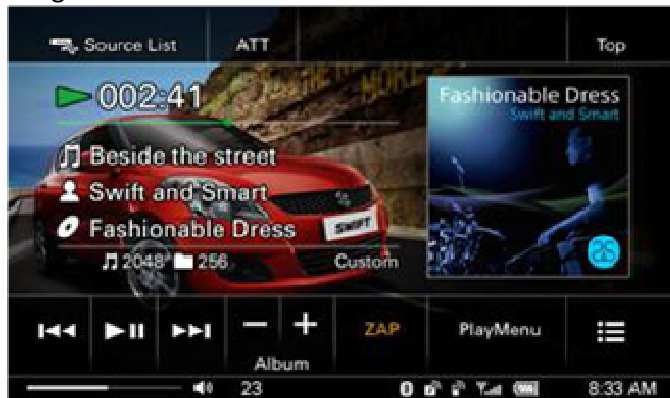 Source List
ATT
Top
002:41
Beside the street
Swift and Smart
Fashionable Dress
2048 256
Custom
SWIFT
Fashionable Dress
Swift and Smart
ZAP
PlayMenu
Album
23
8:33 AM